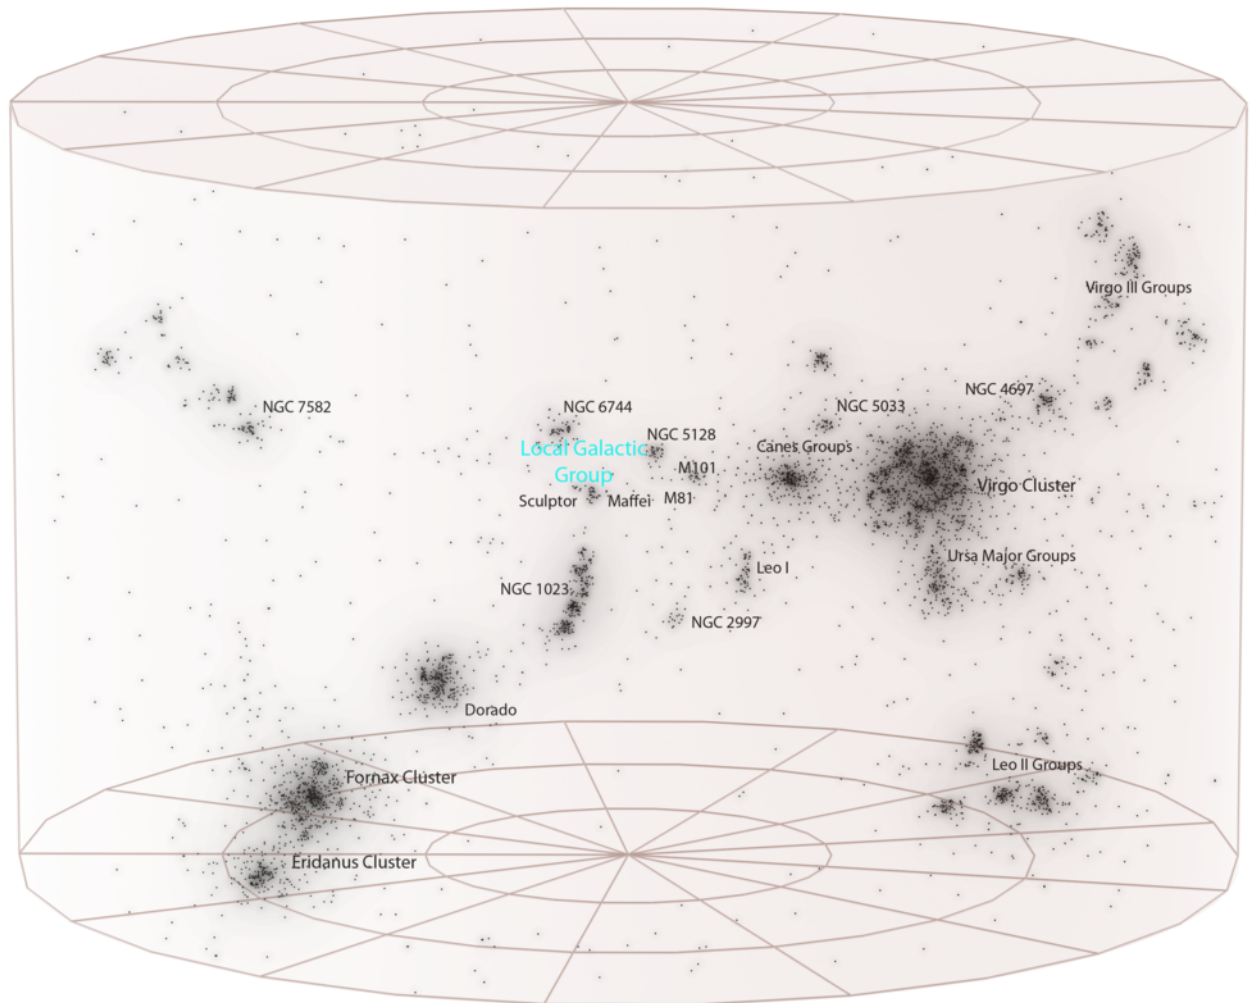 Virgo III Groups
NGC 4697
NGC 7582
NGC 6744
NGC 5033
NGC 5128
Canes Groups
Local Galactic
Group
M101
Virgo Cluster
Sculptor
Maffei
M81
Ursa Major Groups
Leo I
NGC 1023
NGC 2997
Dorado
Leo II Groups
Fornax Cluster
Eridanus Cluster